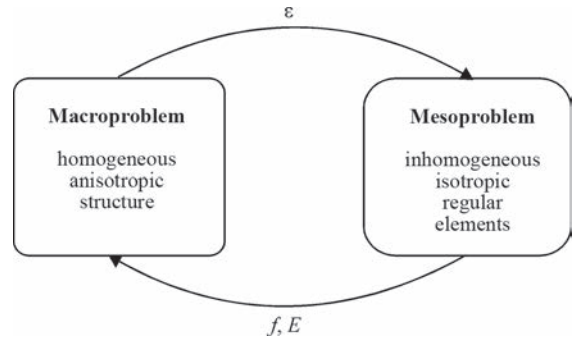 ε
Macroproblem
homogeneous
anisotropic
structure
Mesoproblem
inhomogeneous
isotropic
regular
elements
f, E